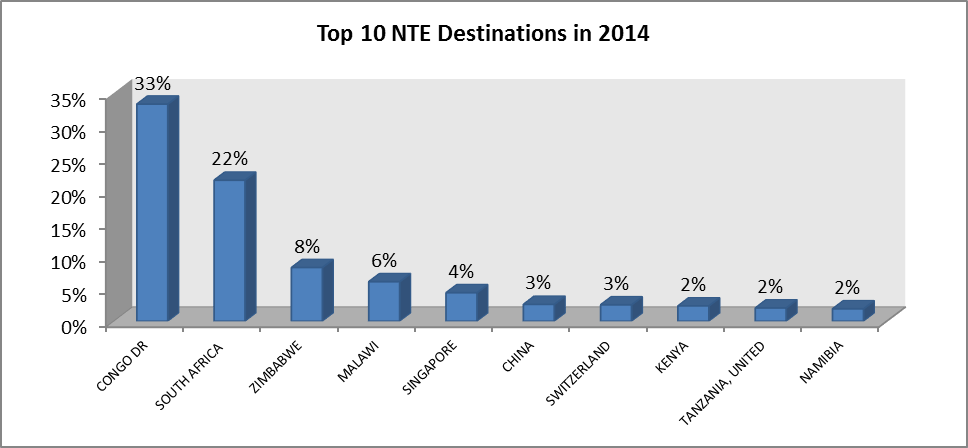 Top 10 NTE Destinations in 2014
33%
22%
8%
6%
4%
3%
3%
2%
2%
2%
35%
30%
25%
20%
15%
10%
5%
0%
CONGO DR
SOUTH AFRICA
ZIMBABWE
MALAWI
SINGAPORE
CHINA
SWITZERLAND
KENYA
TANZANIA, UNITED
NAMIBIA